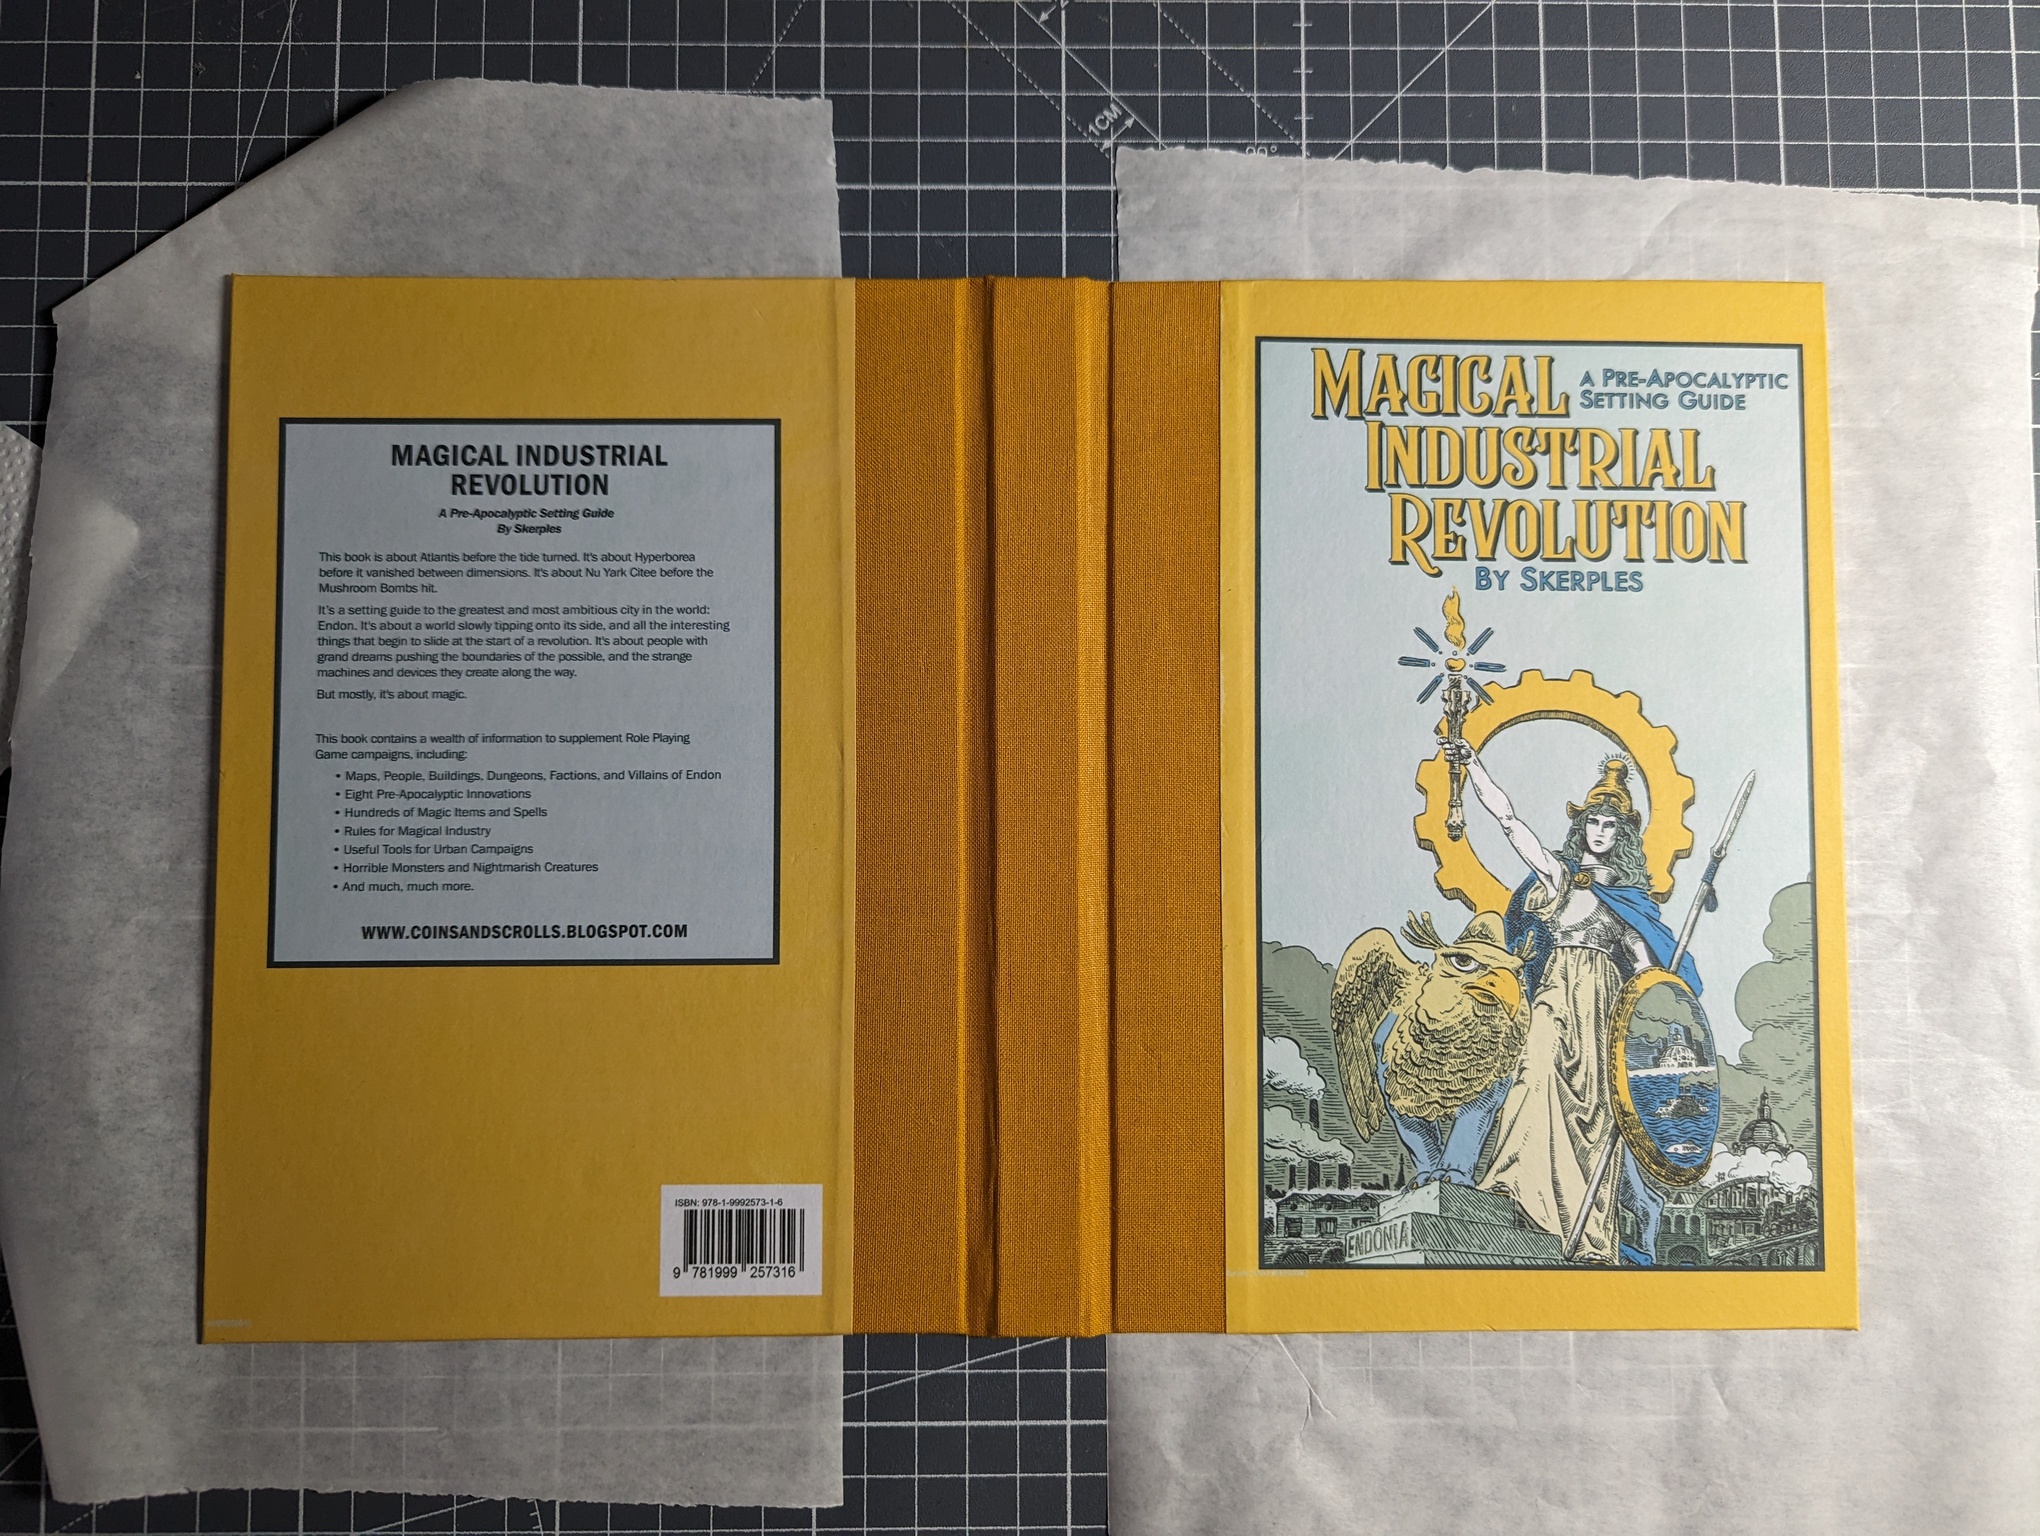 1CM
MAGICAL INDUSTRIAL
REVOLUTION
A Pre-Apocalyptic Setting Guide
By Skerples
This book is about Atlantis before the tide turned. It's about Hyperborea
before it vanished between dimensions. It's about Nu Yark Citee before the
Mushroom Bombs hit.
It's a setting guide to the greatest and most ambitious city in the world:
Endon. It's about a world slowly tipping onto its side, and all the interesting
things that begin to slide at the start of a revolution. It's about people with
grand dreams pushing the boundaries of the possible, and the strange
machines and devices they create along the way.
But mostly, it's about magic.
This book contains a wealth of information to supplement Role Playing
Game campaigns, including:
• Maps, People, Buildings, Dungeons, Factions, and Villains of Endon
• Eight Pre-Apocalyptic Innovations
• Hundreds of Magic Items and Spells
• Rules for Magical Industry
• Useful Tools for Urban Campaigns
• Horrible Monsters and Nightmarish Creatures
• And much, much more.
WWW.COINSANDSCROLLS.BLOGSPOT.COM
ISBN: 978-1-9992573-1-6
9 781999 257316
MAGICAL
A PRE-APOCALYPTIC
SETTING GUIDE
INDUSTRIAL
REVOLUTION
BY SKERPLES
ENDONIA